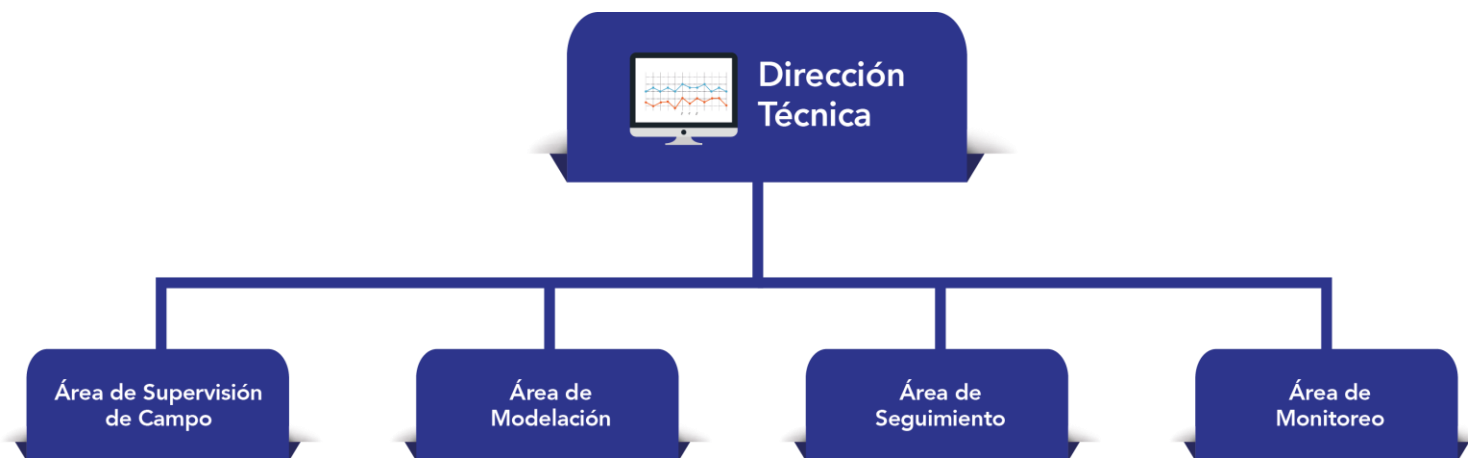 Dirección
Técnica
Área de Supervisión
de Campo
Área de
Modelación
Área de
Seguimiento
Área de
Monitoreo